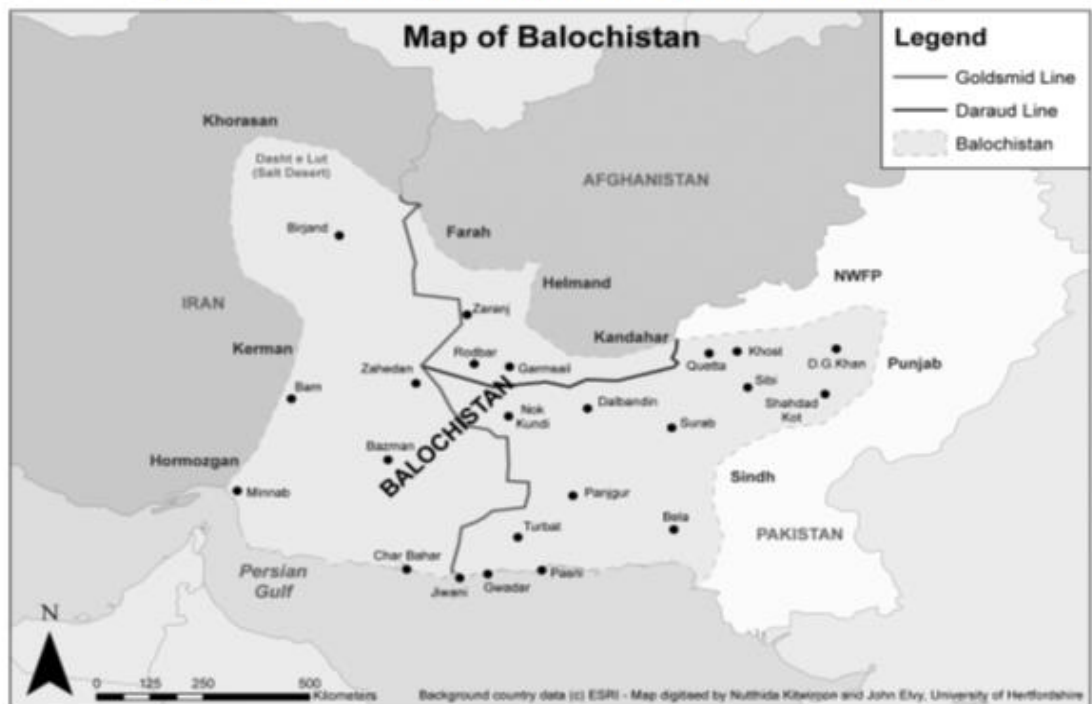 Map of Balochistan
Legend
Goldsmid Line
Daraud Line
Balochistan
Khorasan
Dasht e Lut
(Salt Desert)
AFGHANISTAN
Birjand
Farah
NWFP
Helmand
IRAN
Zaranj
Kandahar
Kerman
Rodbar
Garmsail
Quetta
Khost
D.G.Khan
Punjab
Zahedan
Sibi
Bam
BALOCHISTAN
Nok
Kundi
Dalbandin
Shahdad
Kot
Surab
Bazman
Hormozgan
Sindh
Minnab
Panjgur
Bela
Turbat
PAKISTAN
Char Bahar
Persian
Gulf
Jiwani
Gwadar
Pasni
N
0 125 250 500
Kilometers
Background country data (c) ESRI - Map digitised by Nutthida Kitwirpon and John Elvy, University of Hertfordshire